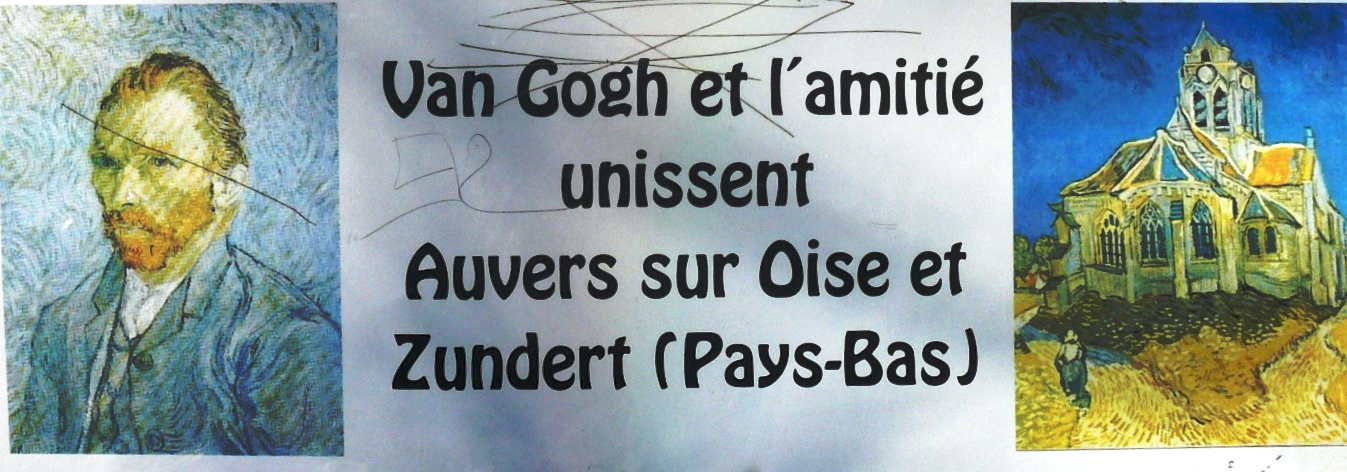 Van Gogh et l´amitié
unissent
Auvers sur Oise et
Zundert (Pays-Bas)